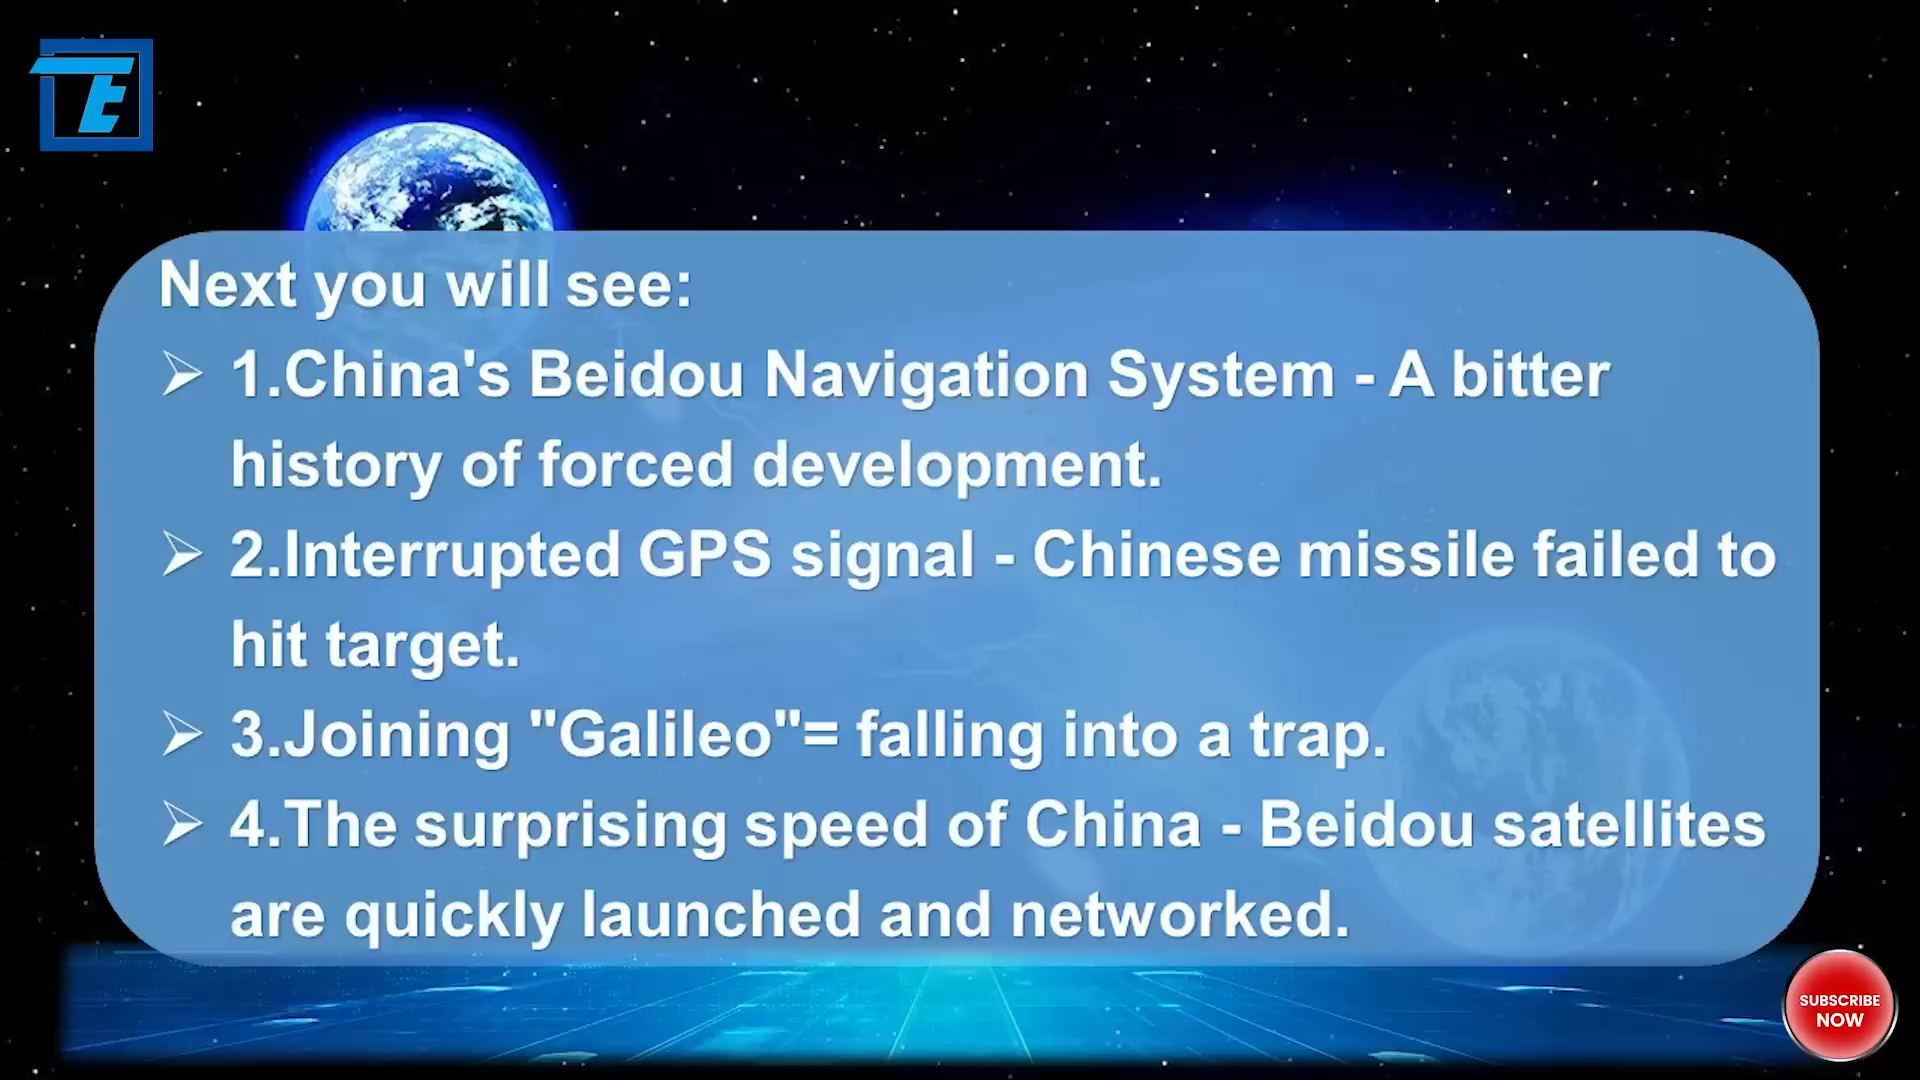 TE
Next you will see:
➢ 1.China's Beidou Navigation System - A bitter
history of forced development.
➢ 2.Interrupted GPS signal - Chinese missile failed to
hit target.
➢ 3.Joining "Galileo"= falling into a trap.
➢ 4.The surprising speed of China - Beidou satellites
are quickly launched and networked.
SUBSCRIBE
NOW